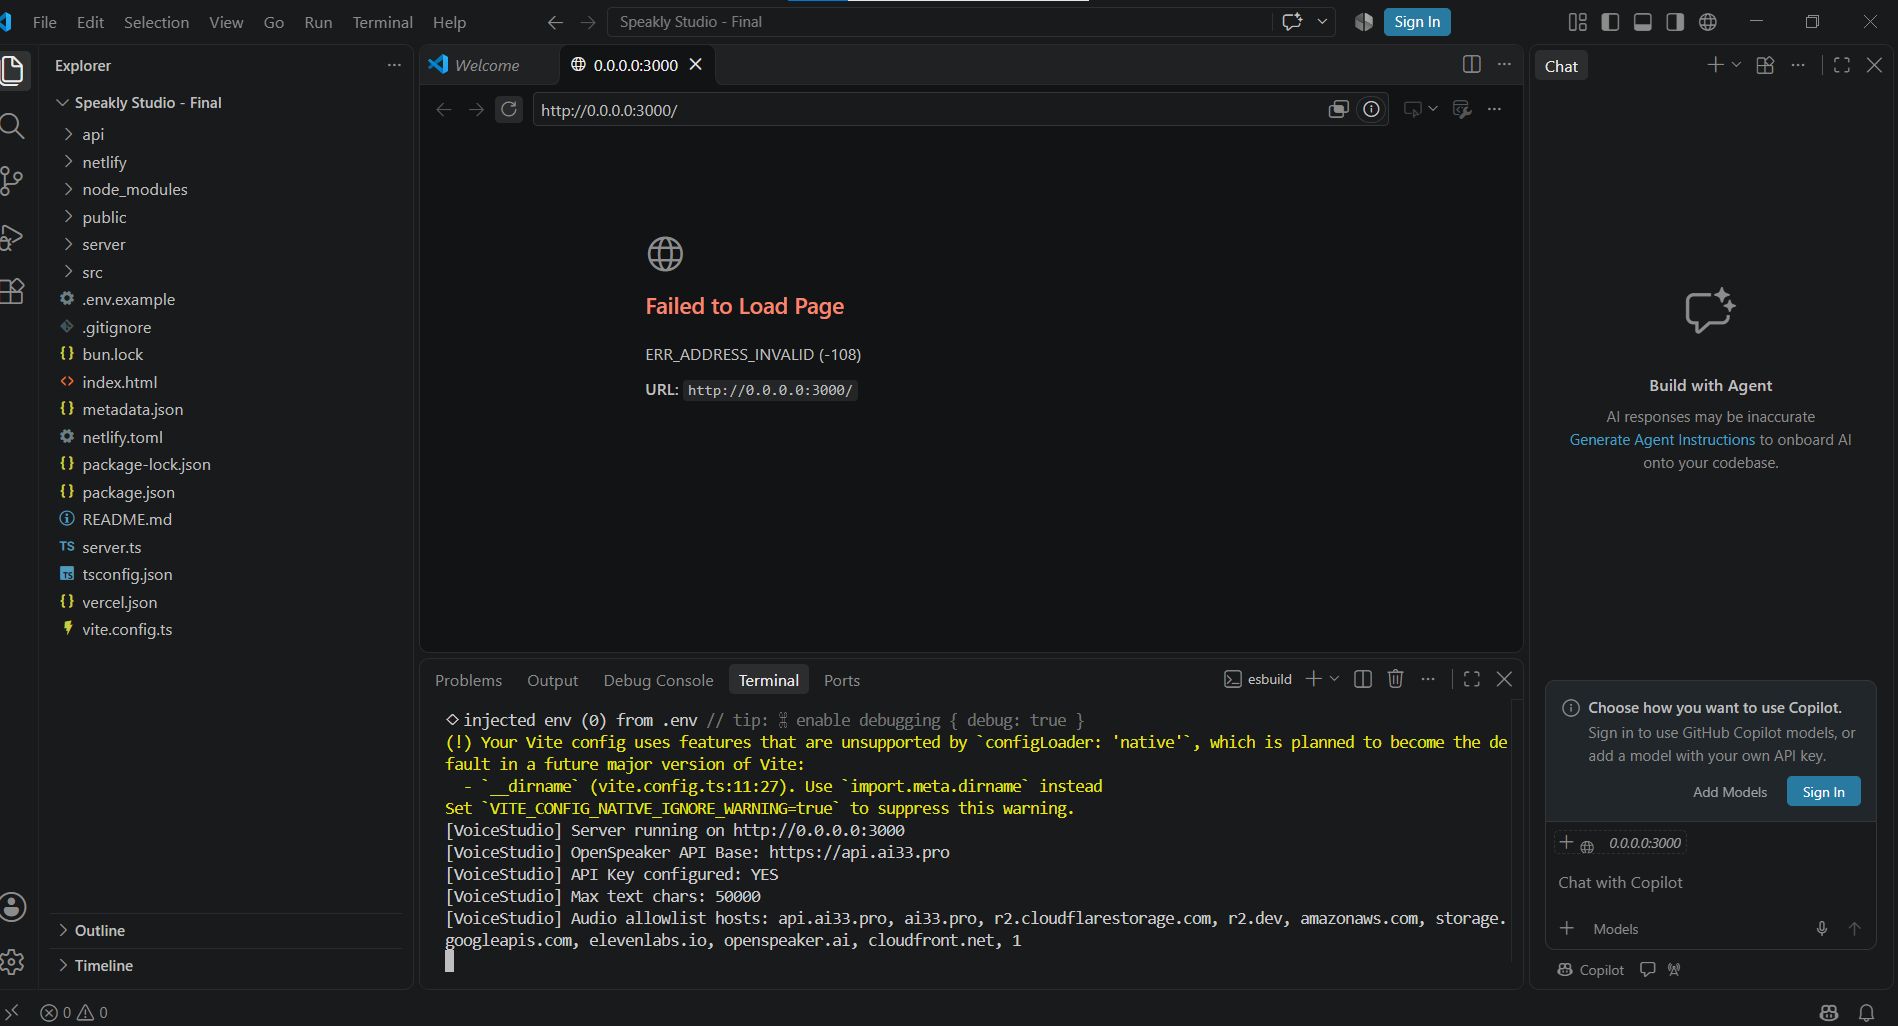 File Edit Selection View Go Run Terminal Help
Speakly Studio - Final
Sign In
Explorer
Speakly Studio - Final
api
netlify
node_modules
public
server
src
.env.example
.gitignore
bun.lock
index.html
metadata.json
netlify.toml
package-lock.json
package.json
README.md
server.ts
tsconfig.json
vercel.json
vite.config.ts
Outline
Timeline
Welcome
0.0.0.0:3000
http://0.0.0.0:3000/
Failed to Load Page
ERR_ADDRESS_INVALID (-108)
URL: http://0.0.0.0:3000/
Problems Output Debug Console Terminal Ports
esbuild
injected env (0) from .env // tip: ⌘ enable debugging { debug: true }
(!) Your Vite config uses features that are unsupported by `configLoader: 'native'`, which is planned to become the de
fault in a future major version of Vite:
- `__dirname` (vite.config.ts:11:27). Use `import.meta.dirname` instead
Set `VITE_CONFIG_NATIVE_IGNORE_WARNING=true` to suppress this warning.
[VoiceStudio] Server running on http://0.0.0.0:3000
[VoiceStudio] OpenSpeaker API Base: https://api.ai33.pro
[VoiceStudio] API Key configured: YES
[VoiceStudio] Max text chars: 50000
[VoiceStudio] Audio allowlist hosts: api.ai33.pro, ai33.pro, r2.cloudflarestorage.com, r2.dev, amazonaws.com, storage.
googleapis.com, elevenlabs.io, openspeaker.ai, cloudfront.net, 1
Chat
Build with Agent
AI responses may be inaccurate
Generate Agent Instructions to onboard AI
onto your codebase.
Choose how you want to use Copilot.
Sign in to use GitHub Copilot models, or
add a model with your own API key.
Add Models
Sign In
0.0.0.0:3000
Chat with Copilot
Models
Copilot
0 0